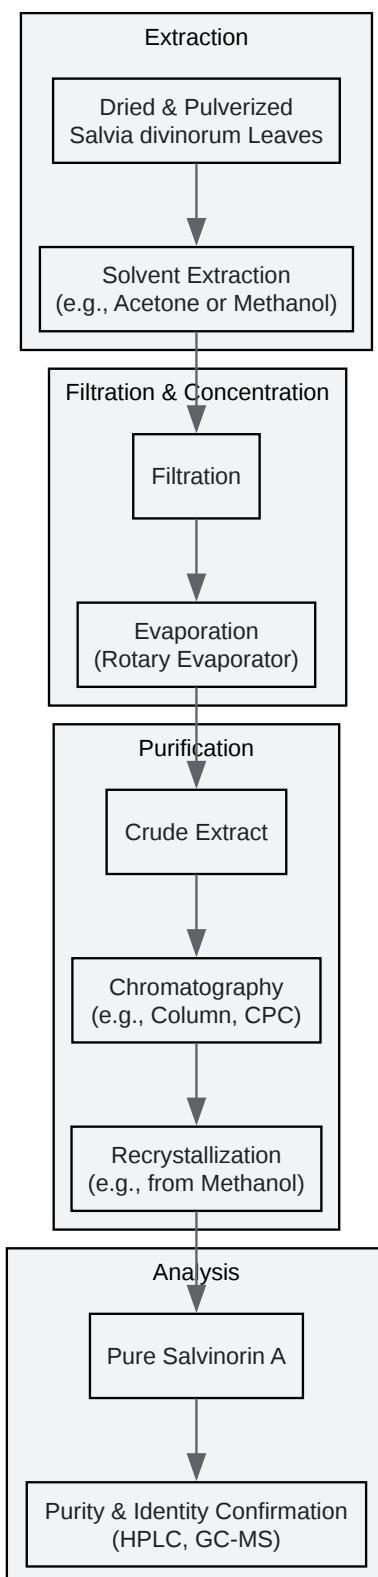 Extraction
Dried & Pulverized
Salvia divinorum Leaves
Solvent Extraction
(e.g., Acetone or Methanol)
Filtration & Concentration
Filtration
Evaporation
(Rotary Evaporator)
Purification
Crude Extract
Chromatography
(e.g., Column, CPC)
Recrystallization
(e.g., from Methanol)
Analysis
Pure Salvinorin A
Purity & Identity Confirmation
(HPLC, GC-MS)